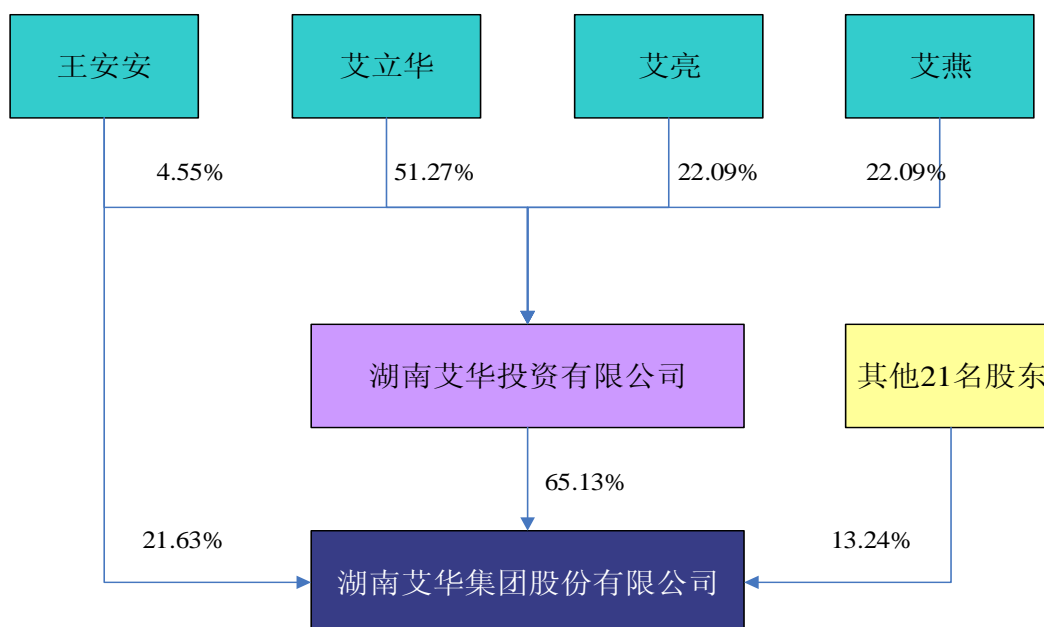 王安安
艾立华
艾亮
艾燕
4.55%
51.27%
22.09%
22.09%
湖南艾华投资有限公司
其他21名股东
65.13%
21.63%
13.24%
湖南艾华集团股份有限公司